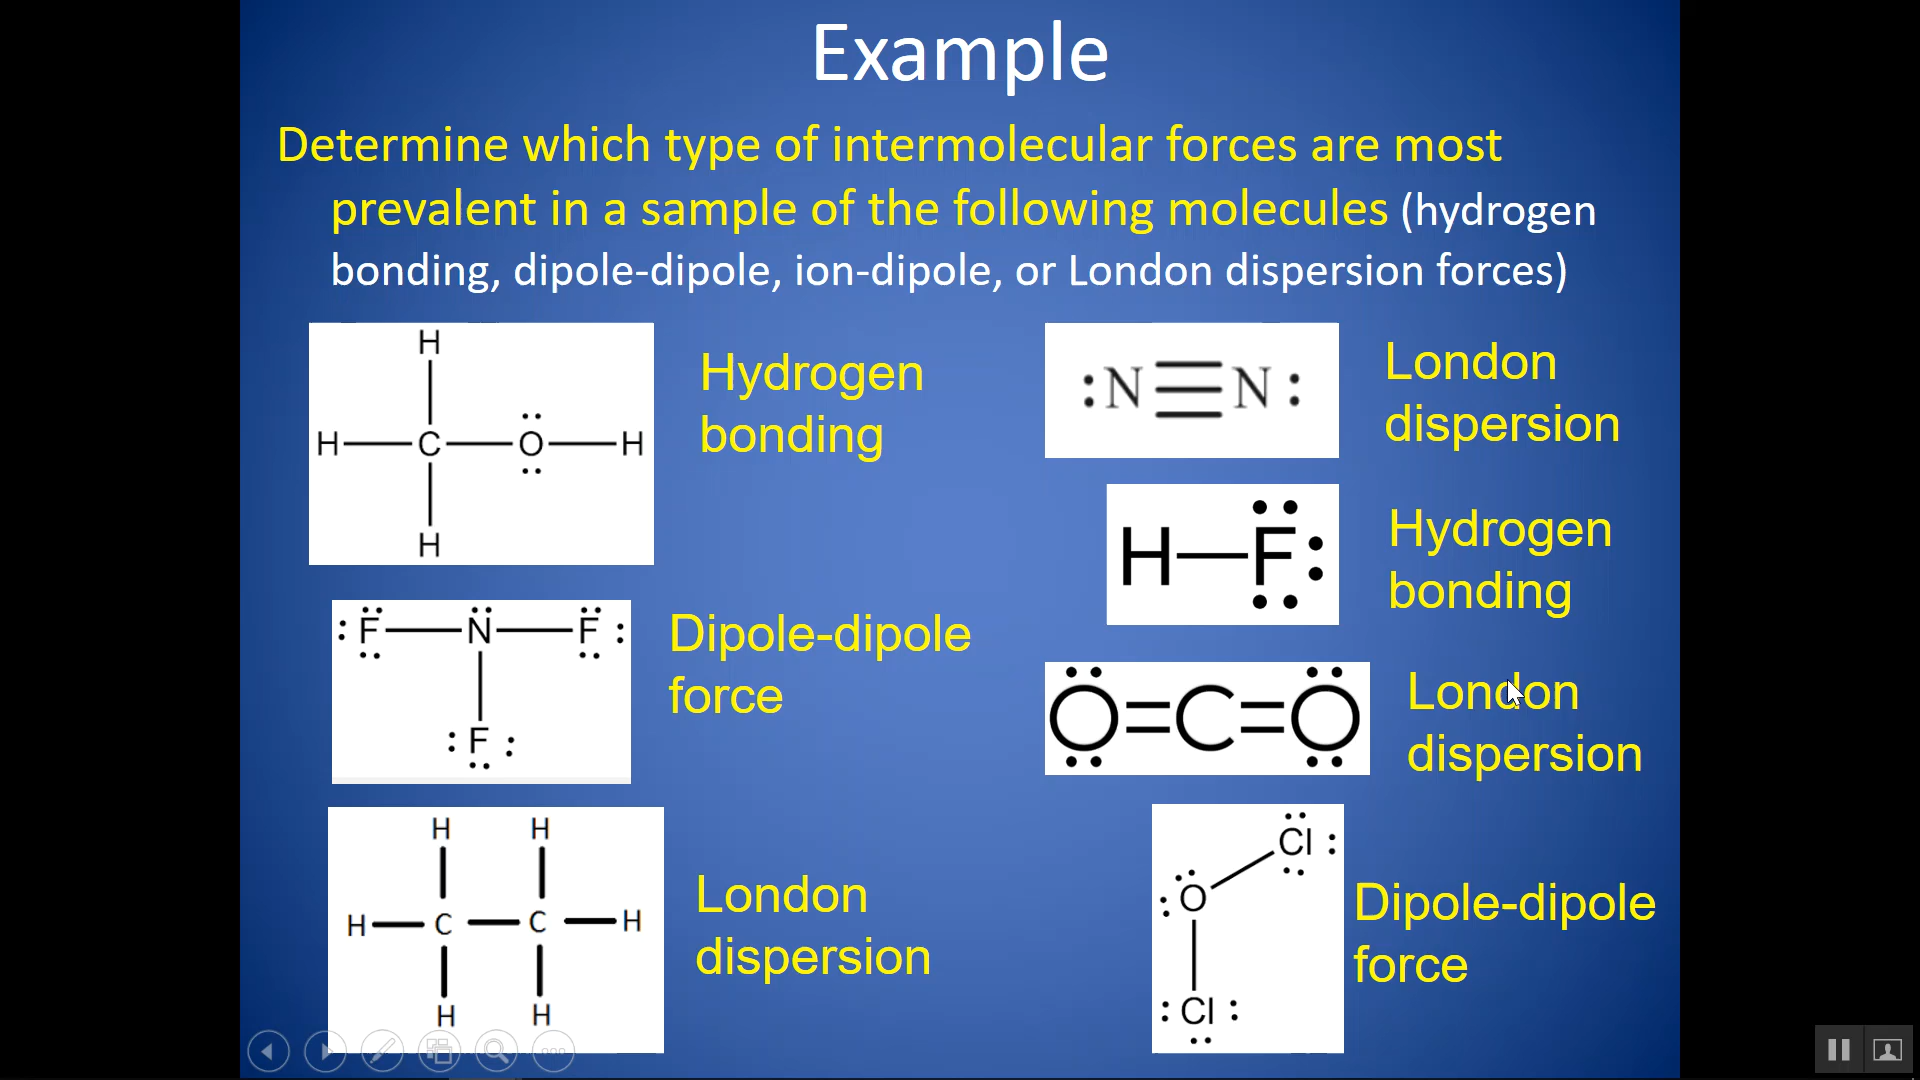 Example
Determine which type of intermolecular forces are most
prevalent in a sample of the following molecules (hydrogen
bonding, dipole-dipole, ion-dipole, or London dispersion forces)
H
H C O H
H
Hydrogen
bonding
F N F
F
Dipole-dipole
force
H H
H C C H
H H
London
dispersion
:N≡N:
London
dispersion
H—F
Hydrogen
bonding
O=C=O
London
dispersion
Cl
O
Cl
Dipole-dipole
force